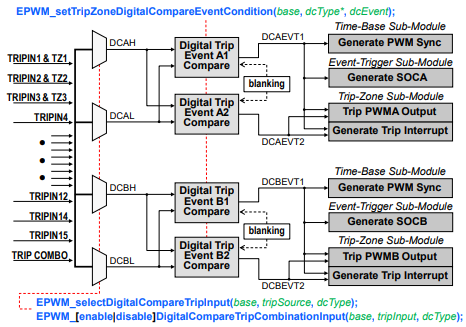 EPWM_setTripZoneDigitalCompareEventCondition(base, dcType*, dcEvent);
TRIPIN1 & TZ1
TRIPIN2 & TZ2
TRIPIN3 & TZ3
TRIPIN4
TRIPIN12
TRIPIN14
TRIPIN15
TRIP COMBO
DCAH
DCAL
DCBH
DCBL
Digital Trip
Event A1
Compare
Digital Trip
Event A2
Compare
Digital Trip
Event B1
Compare
Digital Trip
Event B2
Compare
blanking
blanking
DCAEVT1
DCAEVT2
DCBEVT1
DCBEVT2
Time-Base Sub-Module
Generate PWM Sync
Event-Trigger Sub-Module
Generate SOCA
Trip-Zone Sub-Module
Trip PWMA Output
Generate Trip Interrupt
Time-Base Sub-Module
Generate PWM Sync
Event-Trigger Sub-Module
Generate SOCB
Trip-Zone Sub-Module
Trip PWMB Output
Generate Trip Interrupt
EPWM_selectDigitalCompareTripInput(base, tripSource, dcType);
EPWM_[enable|disable]DigitalCompareTripCombinationInput(base, tripInput, dcType);